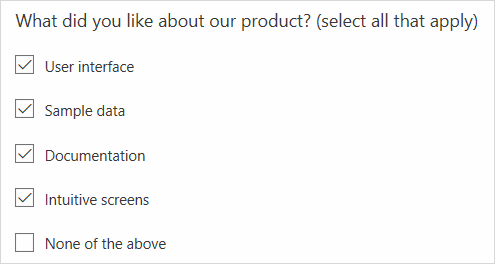 What did you like about our product? (select all that apply)
User interface
Sample data
Documentation
Intuitive screens
None of the above